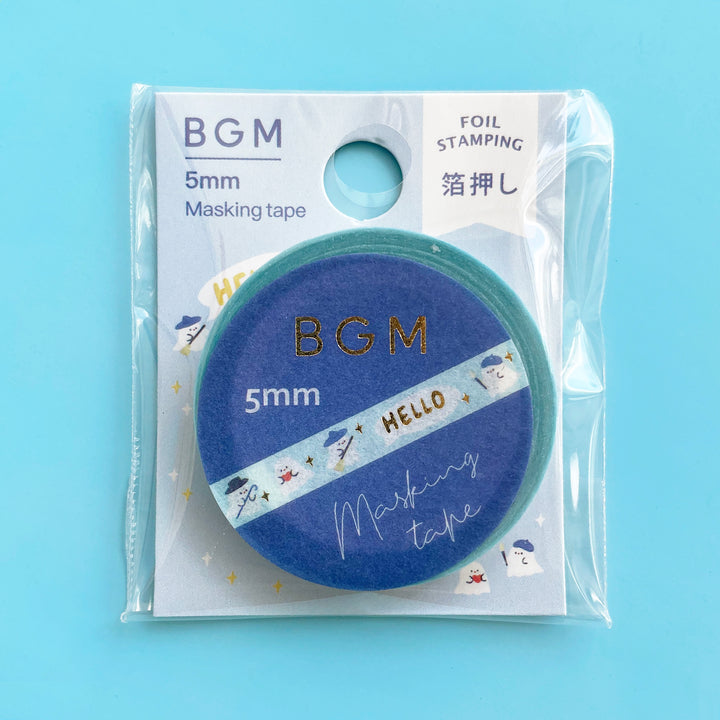 BGM
5mm
Masking tape
FOIL
STAMPING
箔押し
BGM
5mm
HELLO
Masking
tape